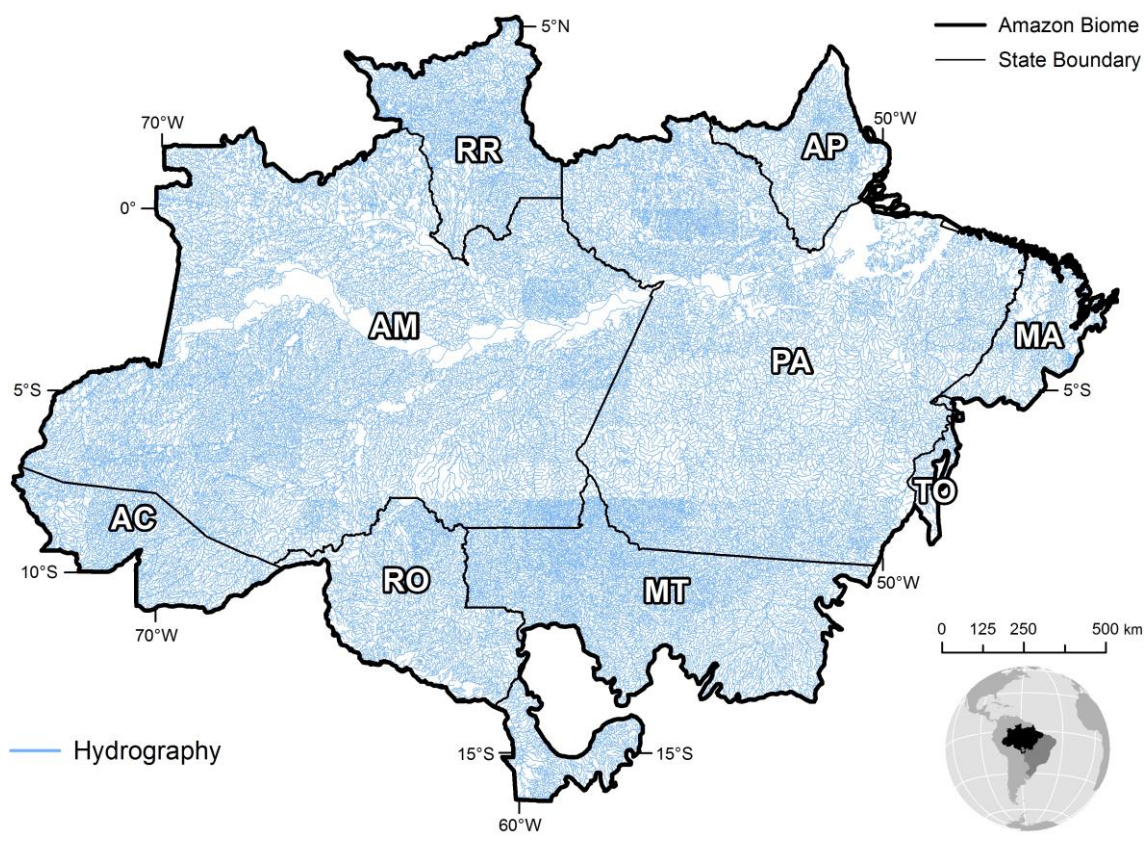 5°N
Amazon Biome
State Boundary
70°W
50°W
RR
AP
0°
AM
MA
PA
5°S
5°S
TO
AC
10°S
RO
MT
50°W
70°W
0 125 250 500 km
Hydrography
15°S
15°S
60°W